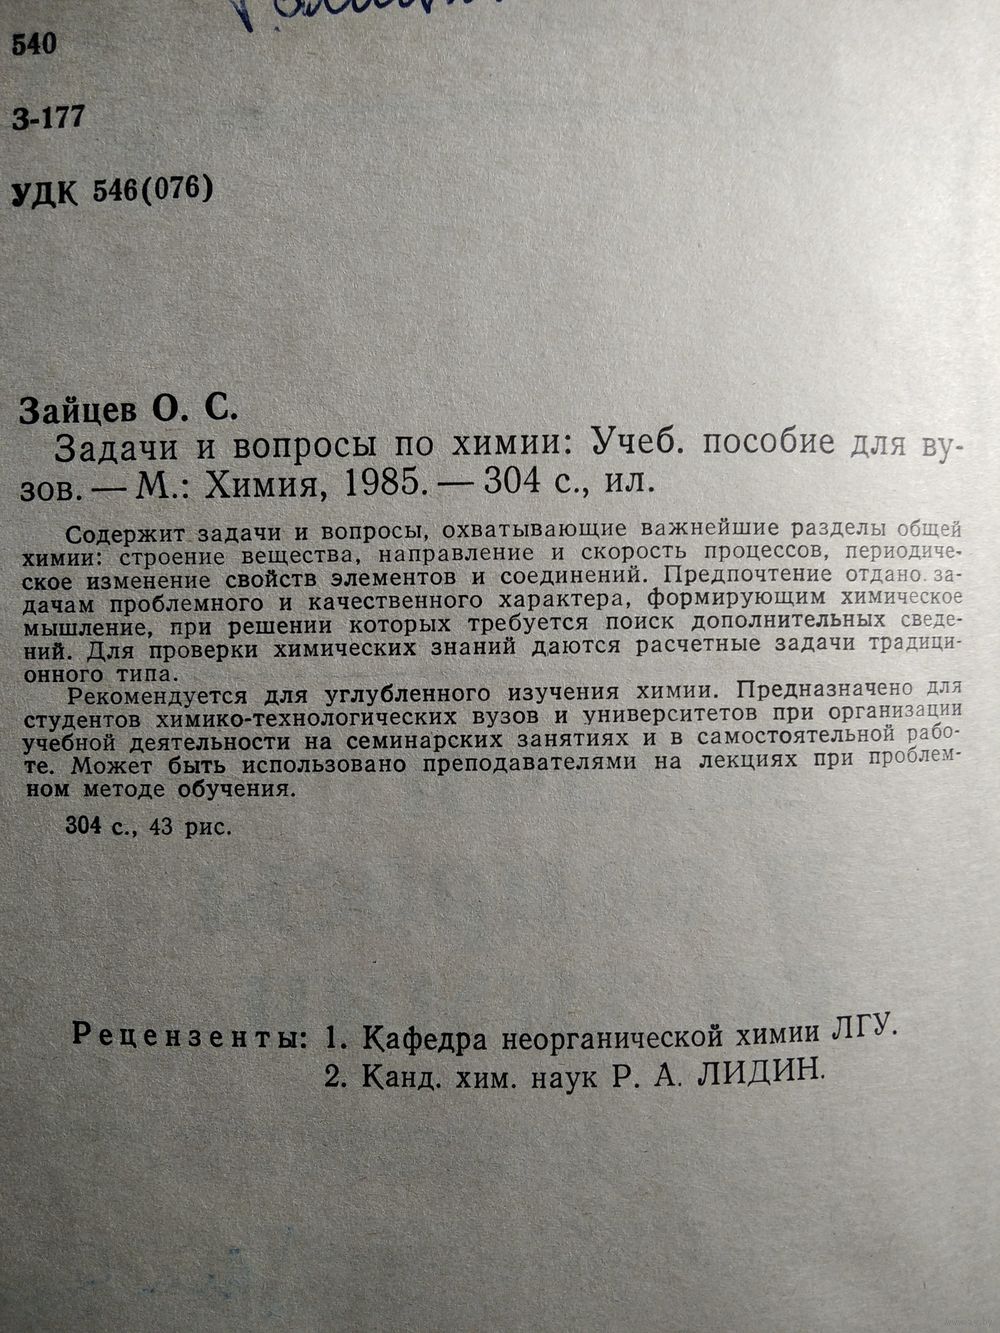 540
З-177
УДК 546(076)
Зайцев О. С.
Задачи и вопросы по химии: Учеб. пособие для ву-
зов. — М.: Химия, 1985. — 304 с., ил.
Содержит задачи и вопросы, охватывающие важнейшие разделы общей
химии: строение вещества, направление и скорость процессов, периодиче-
ское изменение свойств элементов и соединений. Предпочтение отдано за-
дачам проблемного и качественного характера, формирующим химическое
мышление, при решении которых требуется поиск дополнительных сведе-
ний. Для проверки химических знаний даются расчетные задачи традици-
онного типа.
Рекомендуется для углубленного изучения химии. Предназначено для
студентов химико-технологических вузов и университетов при организации
учебной деятельности на семинарских занятиях и в самостоятельной рабо-
те. Может быть использовано преподавателями на лекциях при проблем-
ном методе обучения.
304 с., 43 рис.
Рецензенты: 1. Кафедра неорганической химии ЛГУ.
2. Канд. хим. наук Р. А. ЛИДИН.